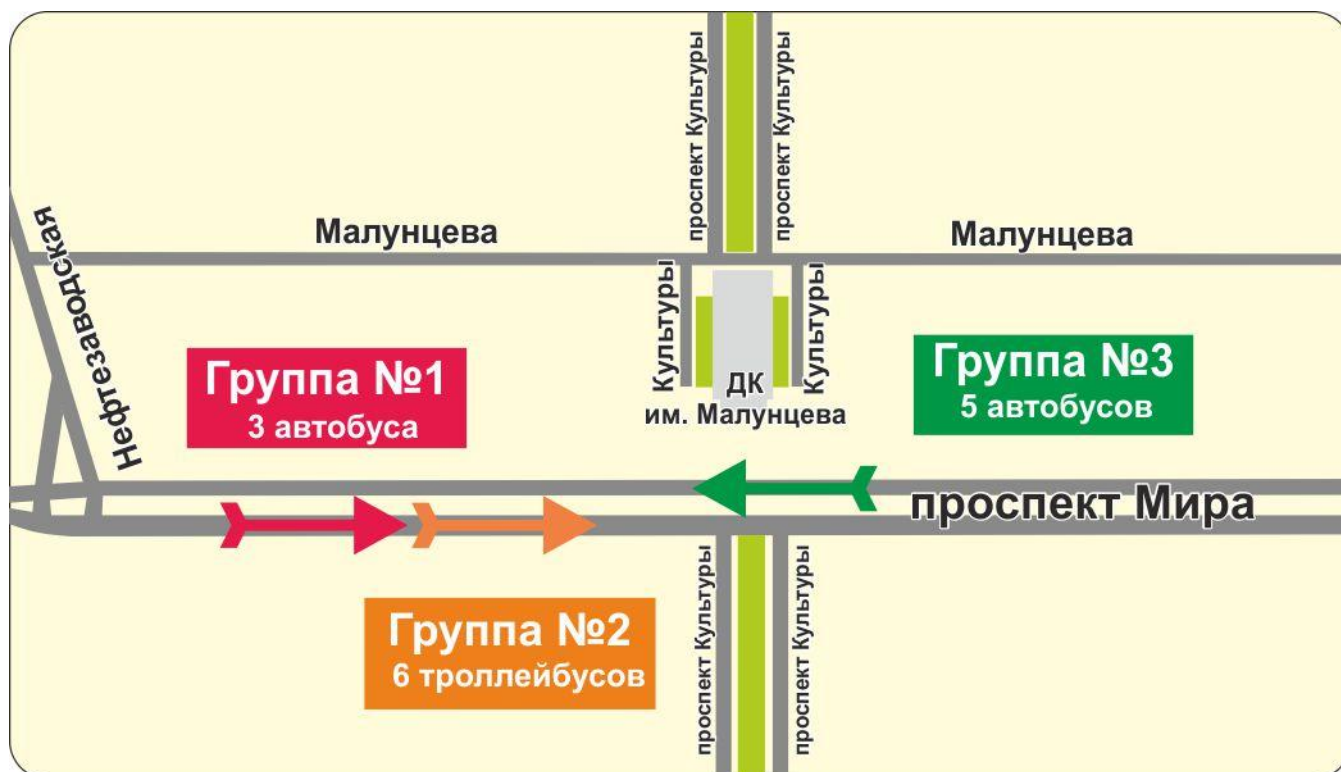 проспект Культуры
проспект Культуры
Нефтезаводская
Малунцева
Малунцева
Культуры
Культуры
Группа №1
3 автобуса
ДК
им. Малунцева
Группа №3
5 автобусов
проспект Мира
Группа №2
6 троллейбусов
проспект Культуры
проспект Культуры